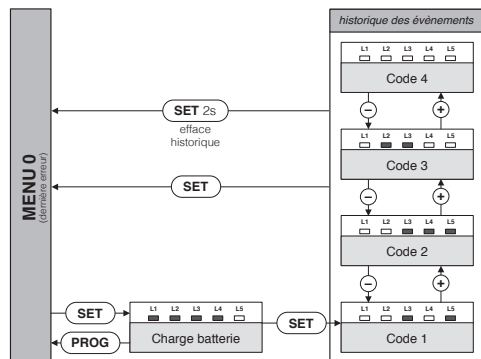 historique des évènements
L1 L2 L3 L4 L5
Code 4
− +
SET 2s
efface
historique
L1 L2 L3 L4 L5
Code 3
SET
− +
MENU 0
(dernière erreur)
L1 L2 L3 L4 L5
Code 2
− +
SET
L1 L2 L3 L4 L5
Charge batterie
PROG
SET
L1 L2 L3 L4 L5
Code 1